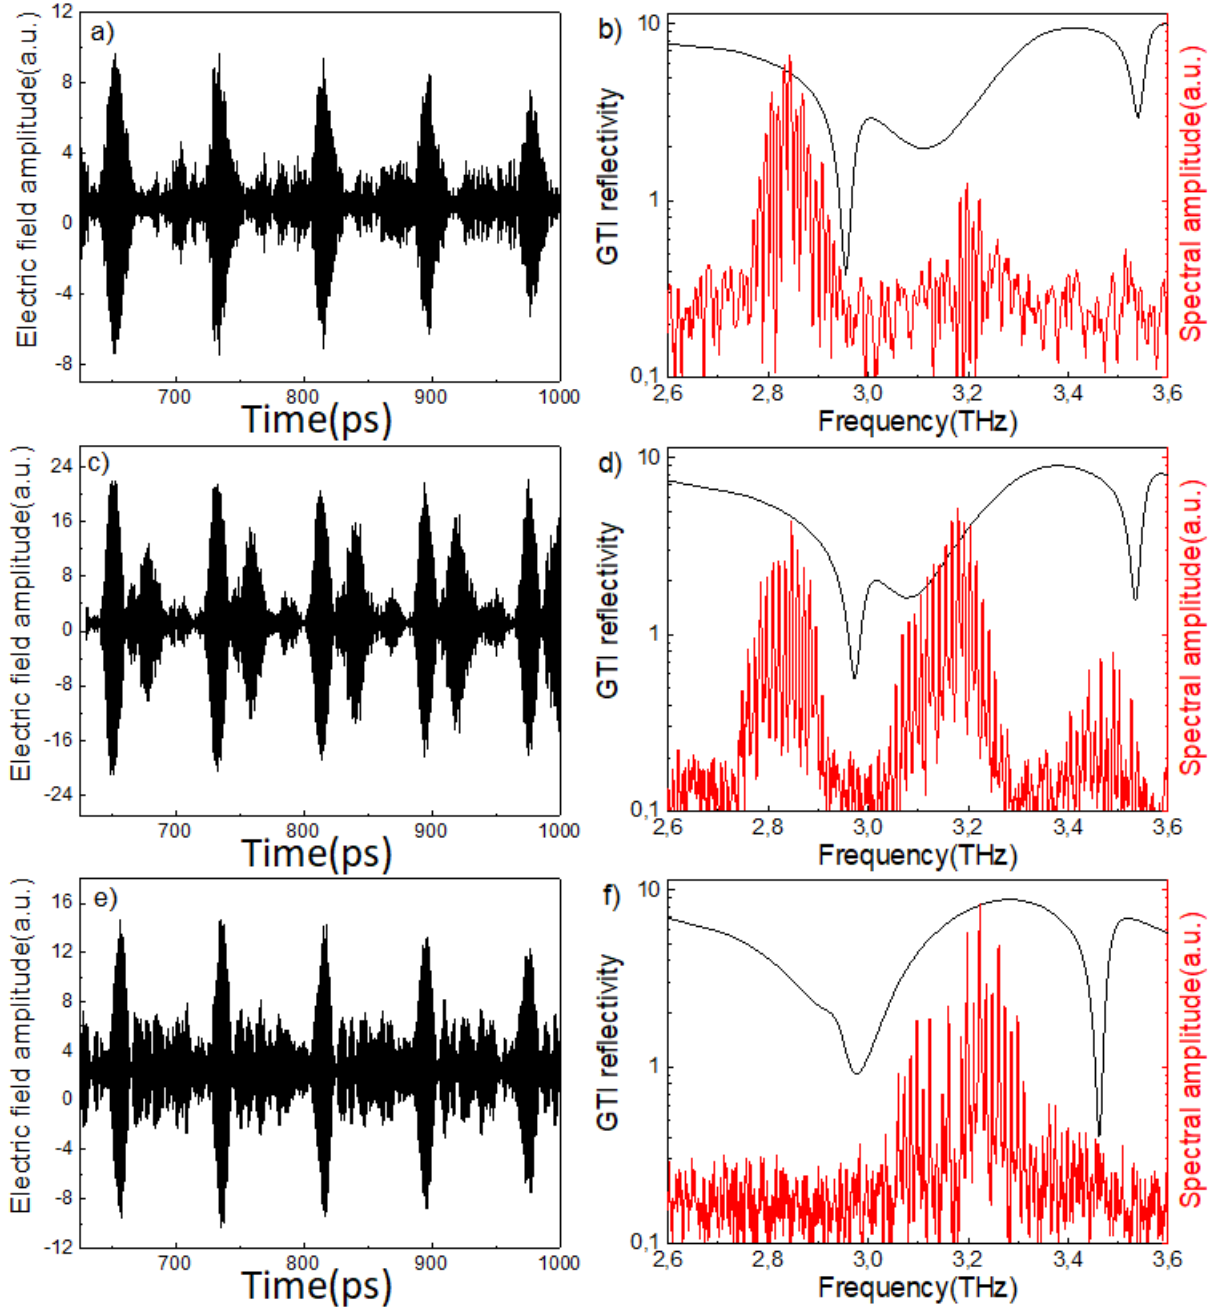 a)
Electric field amplitude(a.u.)
12
8
4
0
-4
-8
700 800 900 1000
Time(ps)
b)
GTI reflectivity
10
1
0,1
2,6 2,8 3,0 3,2 3,4 3,6
Frequency(THz)
Spectral amplitude(a.u.)
c)
Electric field amplitude(a.u.)
24
16
8
0
-8
-16
-24
700 800 900 1000
Time(ps)
d)
GTI reflectivity
10
1
0,1
2,6 2,8 3,0 3,2 3,4 3,6
Frequency(THz)
Spectral amplitude(a.u.)
e)
Electric field amplitude(a.u.)
16
12
8
4
0
-4
-8
-12
700 800 900 1000
Time(ps)
f)
GTI reflectivity
10
1
0,1
2,6 2,8 3,0 3,2 3,4 3,6
Frequency(THz)
Spectral amplitude(a.u.)